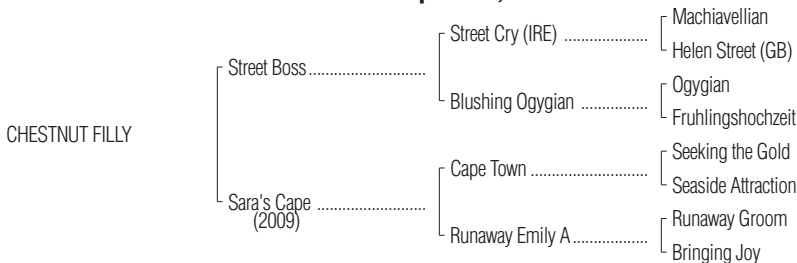 Machiavellian
Street Cry (IRE) ....................
Helen Street (GB)
Street Boss............................
Ogygian
Blushing Ogygian ................
Fruhlingshochzeit
CHESTNUT FILLY
Seeking the Gold
Cape Town ............................
Seaside Attraction
Sara's Cape ..........................
(2009)
Runaway Groom
Runaway Emily A..................
Bringing Joy